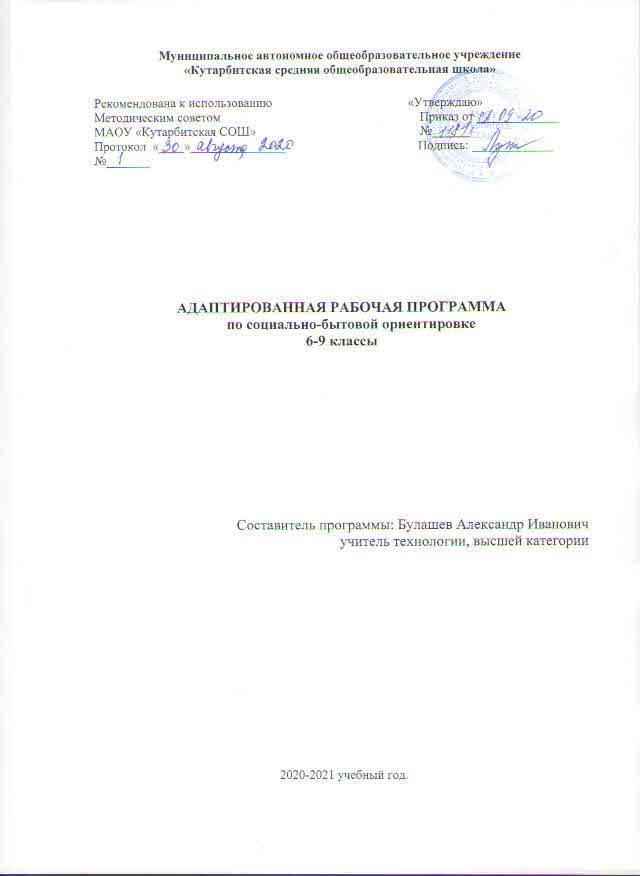 Муниципальное автономное общеобразовательное учреждение
«Кутарбитская средняя общеобразовательная школа»
Рекомендована к использованию
Методическим советом
МАОУ «Кутарбитская СОШ»
Протокол «30» августа 2020
№ 1
«Утверждаю»
Приказ от
№
Подпись:
АДАПТИРОВАННАЯ РАБОЧАЯ ПРОГРАММА
по социально-бытовой ориентировке
6-9 классы
Составитель программы: Булашев Александр Иванович
учитель технологии, высшей категории
2020-2021 учебный год.